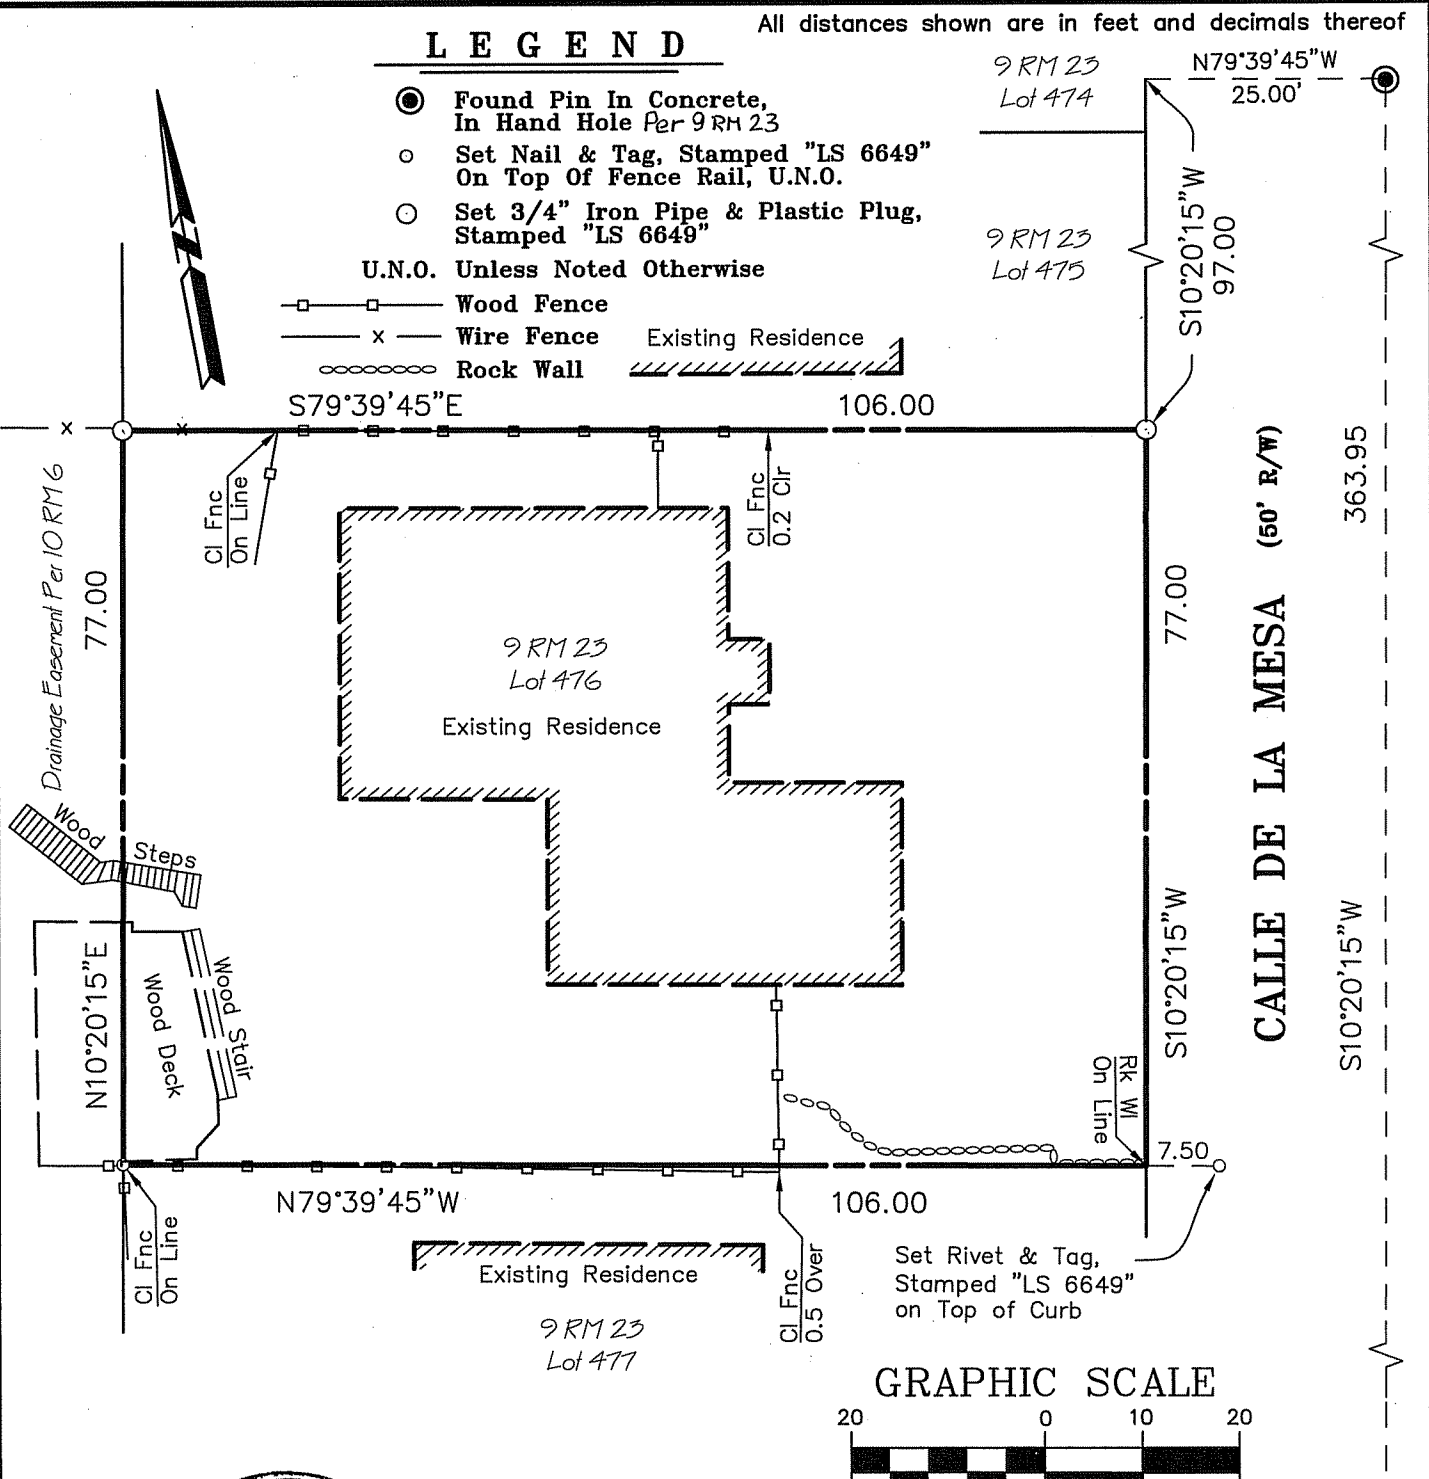 All distances shown are in feet and decimals thereof
LEGEND
Found Pin In Concrete,
In Hand Hole Per 9 RM 23
Set Nail & Tag, Stamped "LS 6649"
On Top Of Fence Rail, U.N.O.
Set 3/4" Iron Pipe & Plastic Plug,
Stamped "LS 6649"
U.N.O. Unless Noted Otherwise
Wood Fence
x Wire Fence
Rock Wall
N
9 RM 23
Lot 474
N79°39'45"W
25.00'
S10°20'15"W
97.00
9 RM 23
Lot 475
Existing Residence
S79°39'45"E
106.00
x
x
Cl Fnc
On Line
Cl Fnc
0.2 Clr
Drainage Easement Per 10 RM 6
77.00
9 RM 23
Lot 476
Existing Residence
77.00
CALLE DE LA MESA (50' R/W)
363.95
Wood Steps
N10°20'15"E
Wood Deck
Wood Stair
S10°20'15"W
S10°20'15"W
Rk Wl
On Line
7.50
N79°39'45"W
106.00
Cl Fnc
On Line
Cl Fnc
0.5 Over
Existing Residence
9 RM 23
Lot 477
Set Rivet & Tag,
Stamped "LS 6649"
on Top of Curb
GRAPHIC SCALE
20 0 10 20